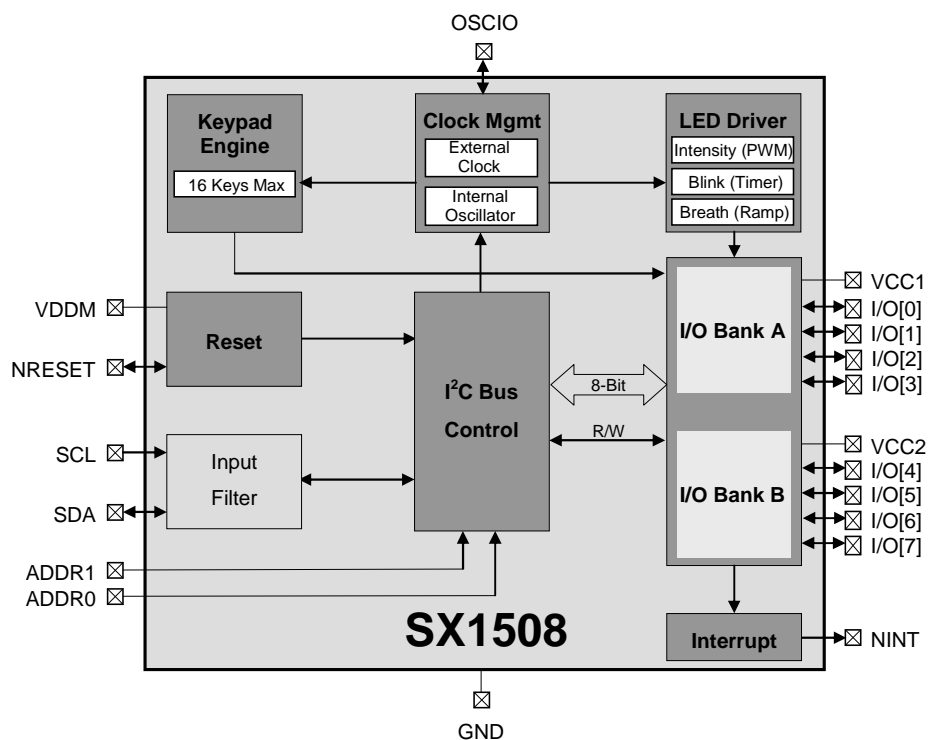 OSCIO
Keypad
Engine
16 Keys Max
Clock Mgmt
External
Clock
Internal
Oscillator
LED Driver
Intensity (PWM)
Blink (Timer)
Breath (Ramp)
VDDM
NRESET
Reset
SCL
SDA
Input
Filter
ADDR1
ADDR0
I²C Bus
Control
8-Bit
R/W
I/O Bank A
I/O Bank B
VCC1
I/O[0]
I/O[1]
I/O[2]
I/O[3]
VCC2
I/O[4]
I/O[5]
I/O[6]
I/O[7]
SX1508
Interrupt
NINT
GND